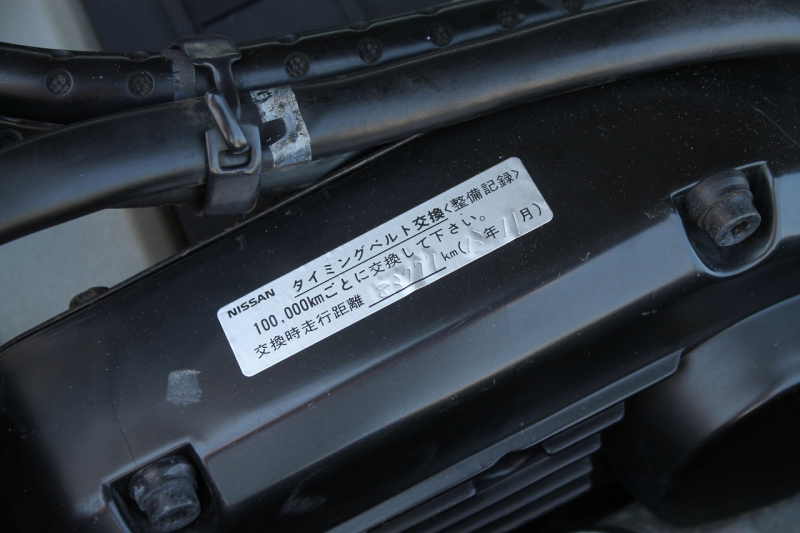 NISSAN タイミングベルト交換<整備記録>
100,000kmごとに交換して下さい。
交換時走行距離 km( 年11月)